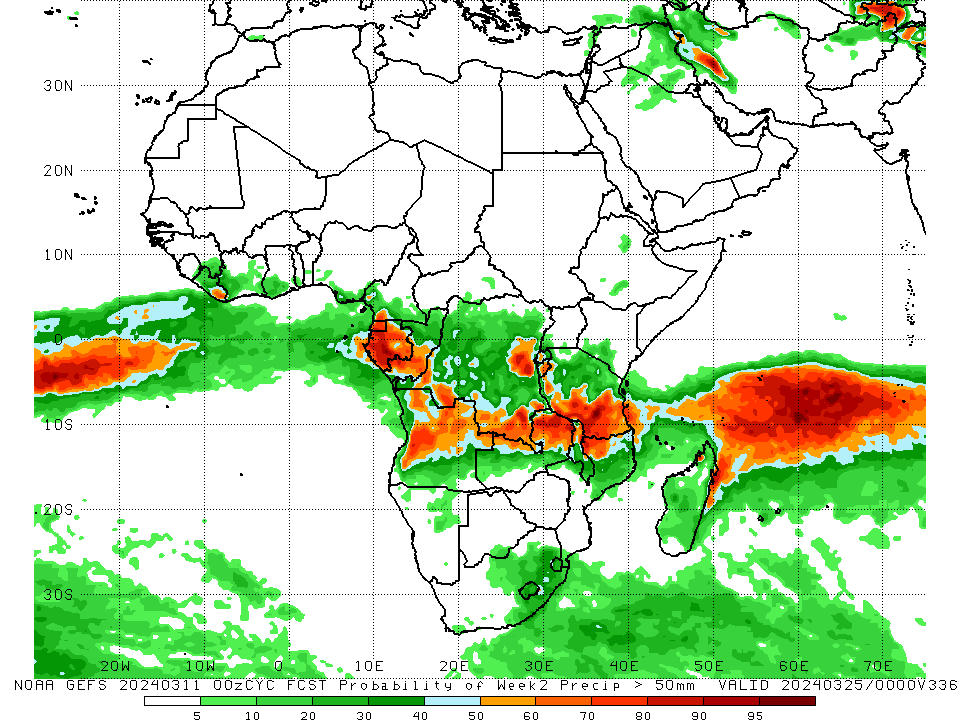 30N
20N
10N
0
10S
20S
30S
20W 10W 0 10E 20E 30E 40E 50E 60E 70E
NOAA GEFS 20240311 00zCYC FCST Probability of Week2 Precip > 50mm VALID 20240325/0000V336
5 10 20 30 40 50 60 70 80 90 95